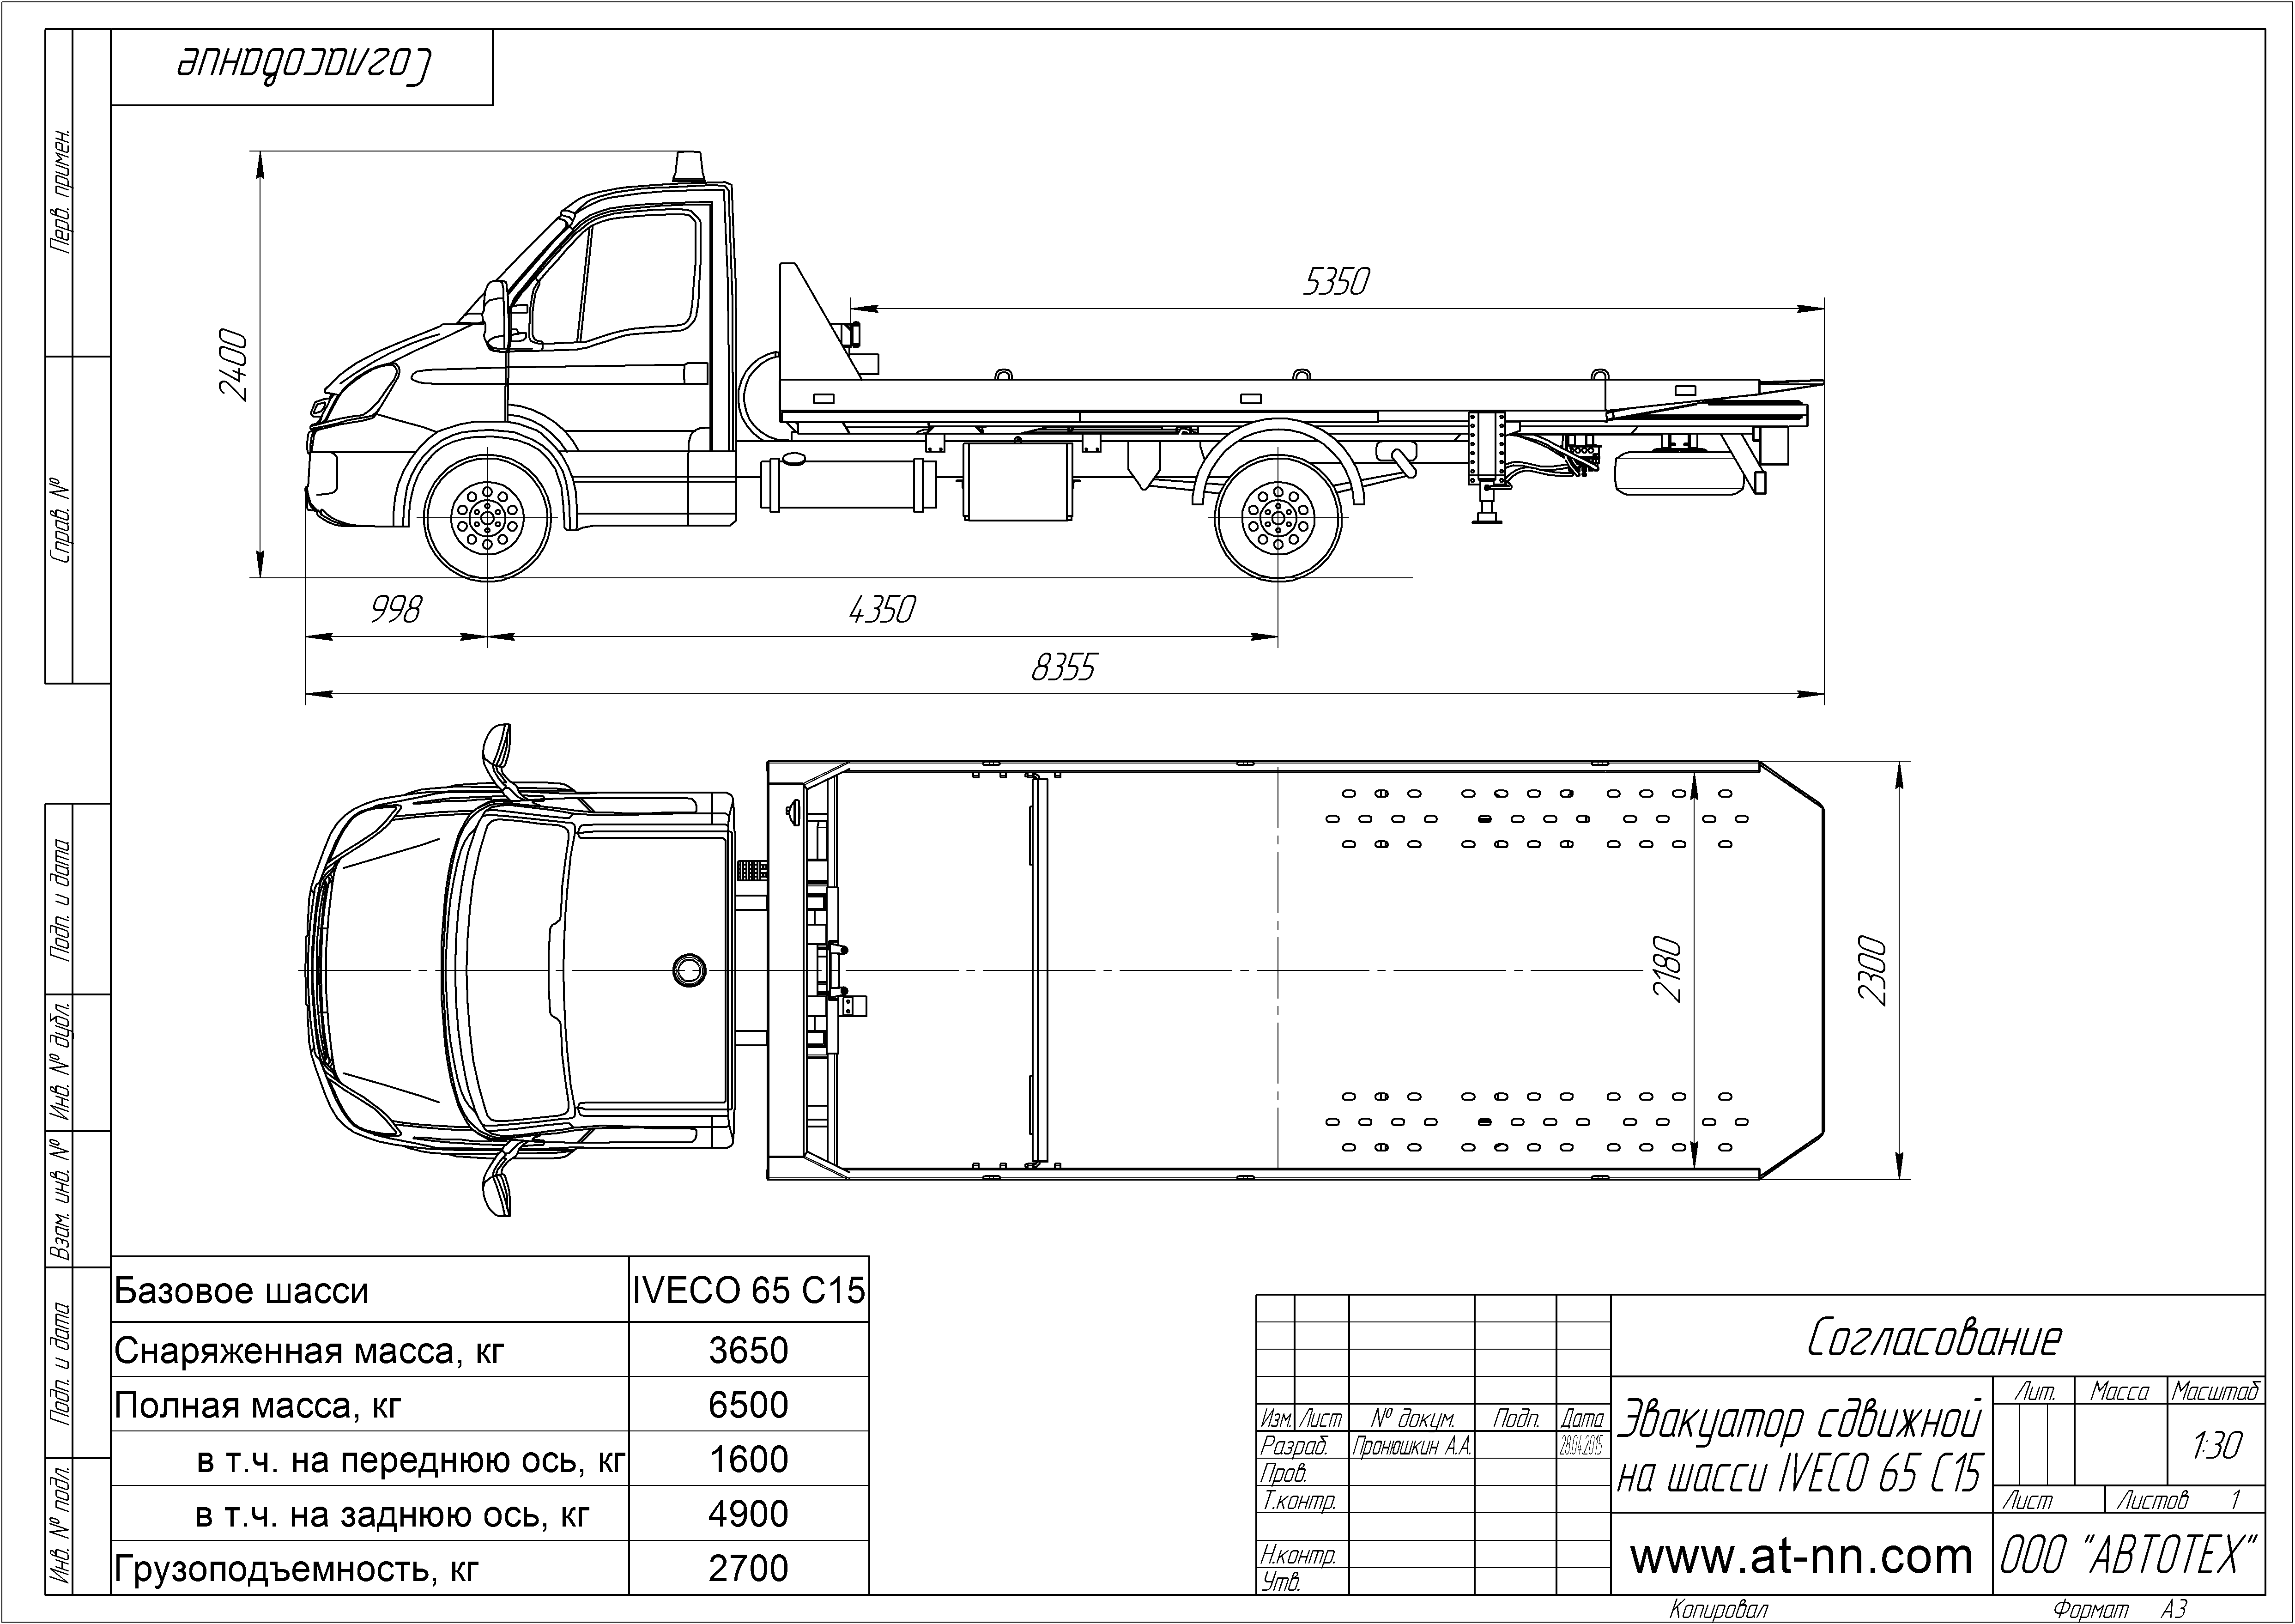 Согласование
Перв. примен.
Справ. №
Подп. и дата
Инв. № дубл.
Взам. инв. №
Подп. и дата
Инв. № подл.
2400
5350
998
4350
8355
2180
2300
Базовое шасси IVECO 65 C15
Снаряженная масса, кг 3650
Полная масса, кг 6500
в т.ч. на переднюю ось, кг 1600
в т.ч. на заднюю ось, кг 4900
Грузоподъемность, кг 2700
Согласование
Изм. Лист № докум. Подп. Дата
Разраб. Пронюшкин А.А. 28.04.2015
Пров.
Т.контр.
Н.контр.
Утв.
Эвакуатор сдвижной
на шасси IVECO 65 C15
Лит. Масса Масштаб
1:30
Лист Листов 1
www.at-nn.com
ООО "АВТОТЕХ"
Копировал Формат А3